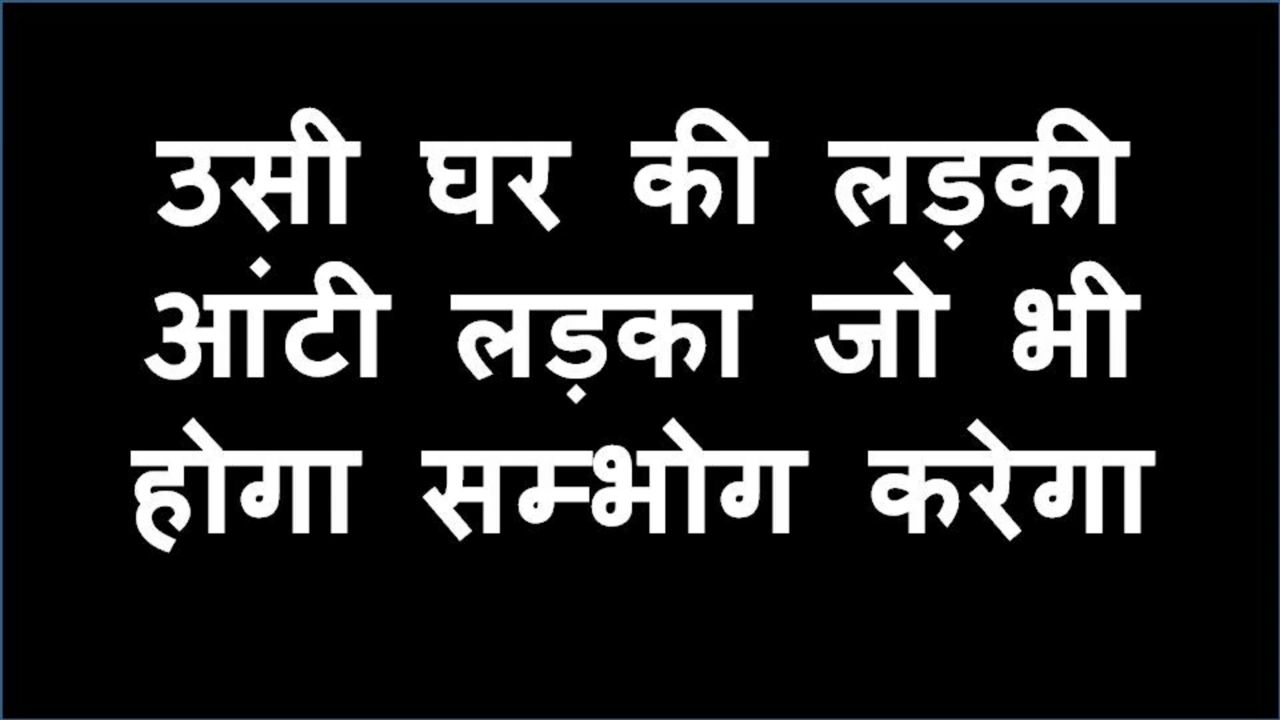 उसी घर की लड़की
आंटी लड़का जो भी
होगा सम्भोग करेगा